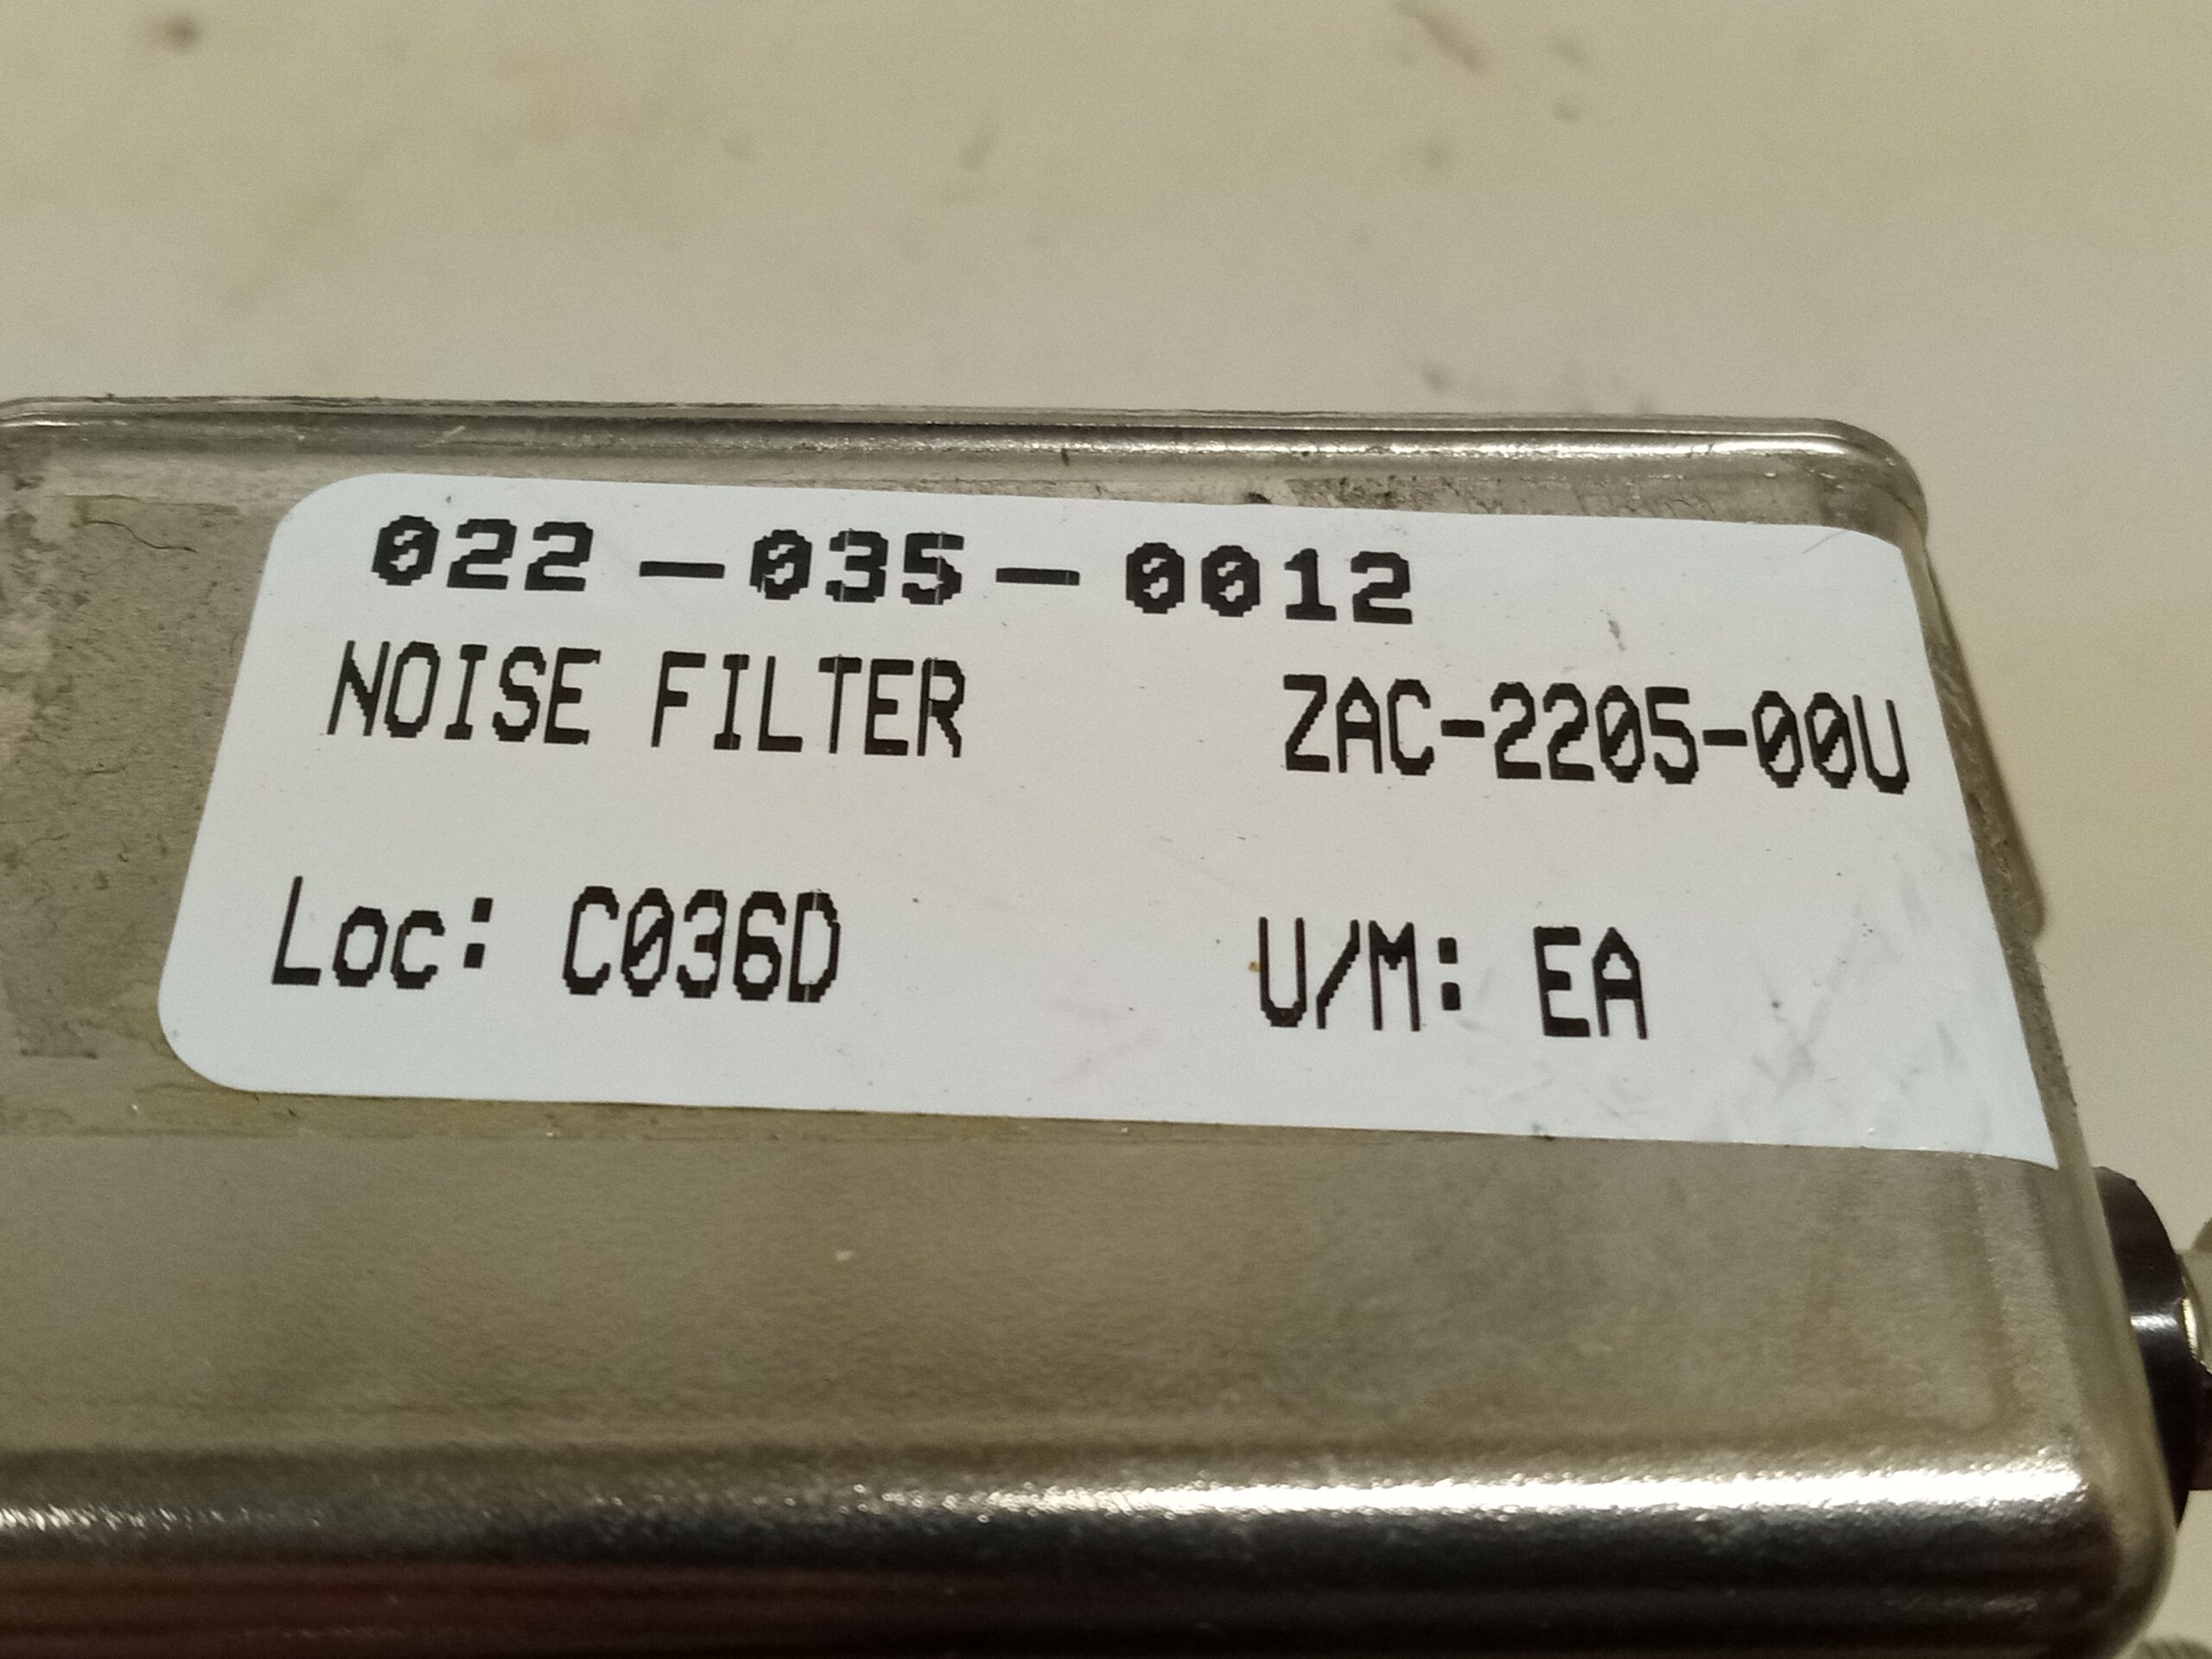 022-035-0012
NOISE FILTER ZAC-2205-00U
Loc: C036D U/M: EA